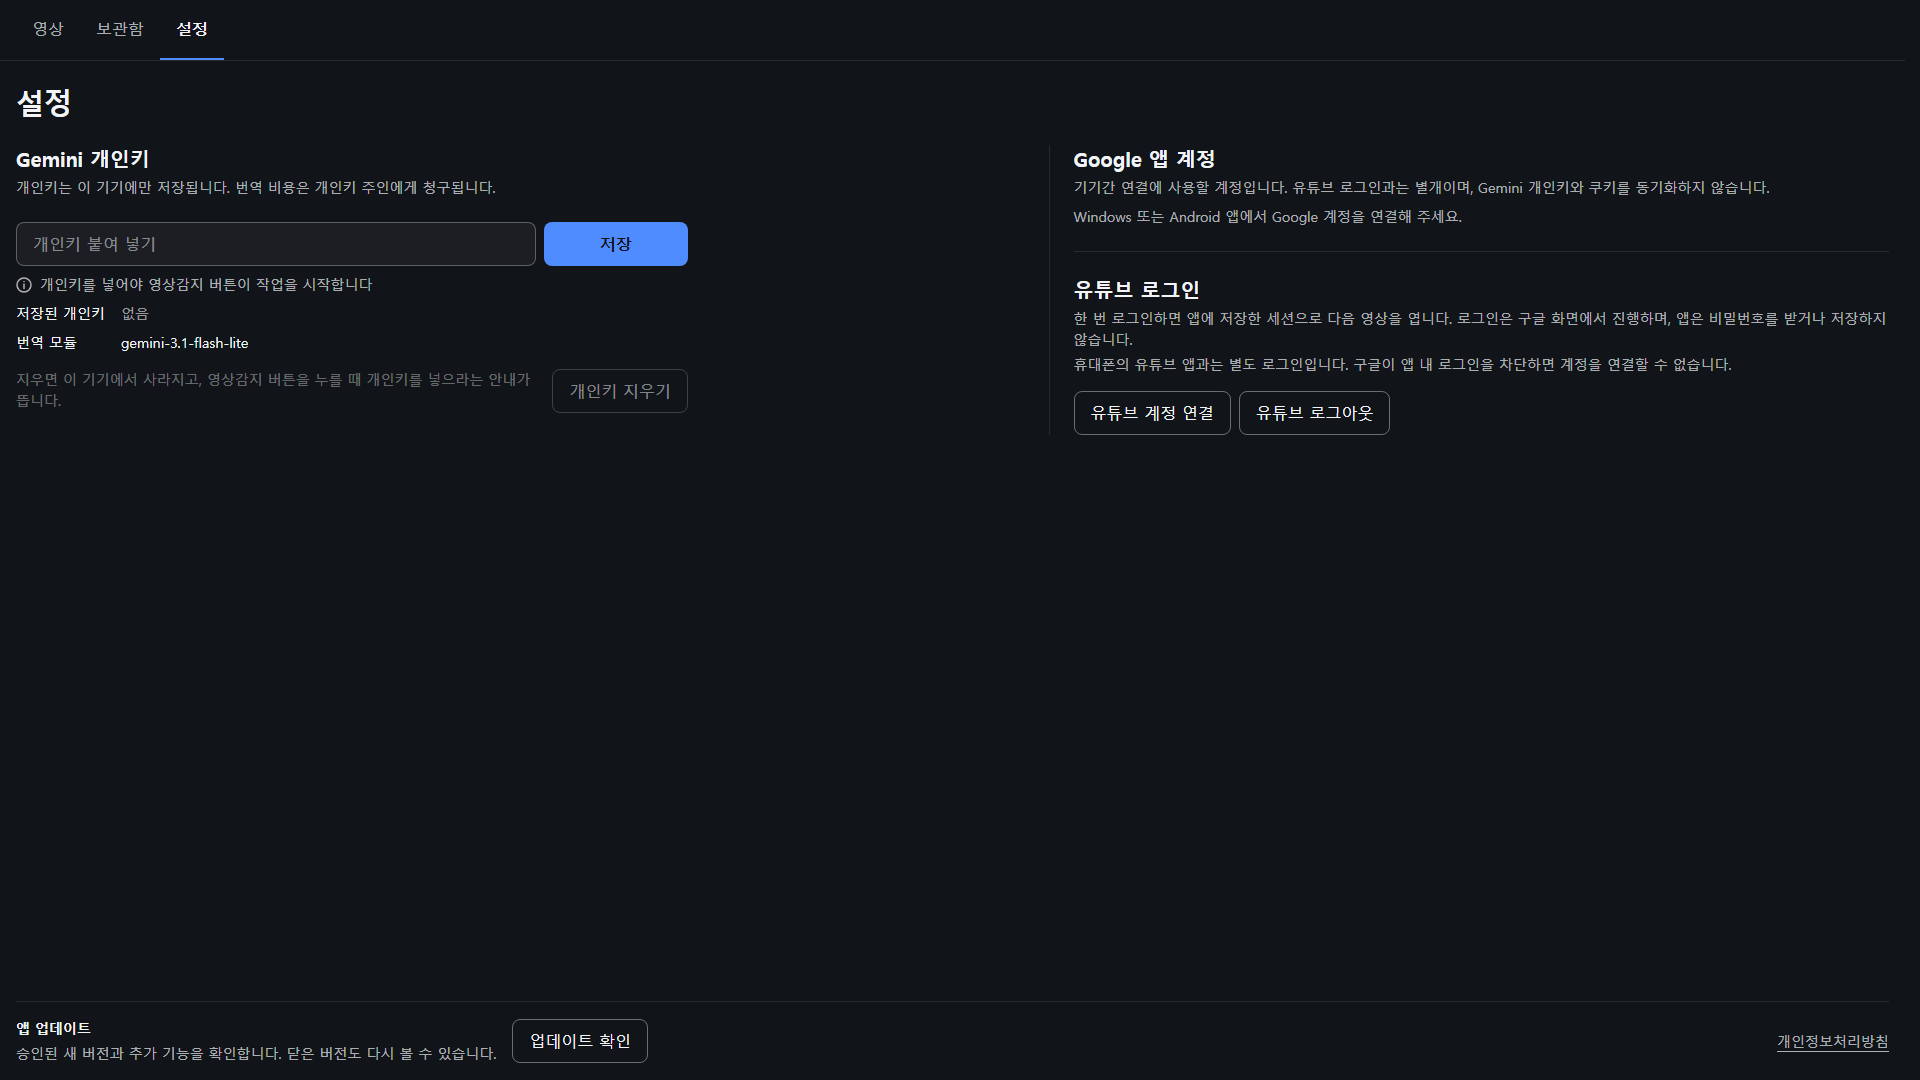 영상
보관함
설정
설정
Gemini 개인키
개인키는 이 기기에만 저장됩니다. 번역 비용은 개인키 주인에게 청구됩니다.
개인키 붙여 넣기
저장
개인키를 넣어야 영상감지 버튼이 작업을 시작합니다
저장된 개인키 없음
번역 모듈 gemini-3.1-flash-lite
지우면 이 기기에서 사라지고, 영상감지 버튼을 누를 때 개인키를 넣으라는 안내가
뜹니다.
개인키 지우기
Google 앱 계정
기기간 연결에 사용할 계정입니다. 유튜브 로그인과는 별개이며, Gemini 개인키와 쿠키를 동기화하지 않습니다.
Windows 또는 Android 앱에서 Google 계정을 연결해 주세요.
유튜브 로그인
한 번 로그인하면 앱에 저장한 세션으로 다음 영상을 엽니다. 로그인은 구글 화면에서 진행하며, 앱은 비밀번호를 받거나 저장하지
않습니다.
휴대폰의 유튜브 앱과는 별도 로그인입니다. 구글이 앱 내 로그인을 차단하면 계정을 연결할 수 없습니다.
유튜브 계정 연결
유튜브 로그아웃
앱 업데이트
승인된 새 버전과 추가 기능을 확인합니다. 닫은 버전도 다시 볼 수 있습니다.
업데이트 확인
개인정보처리방침